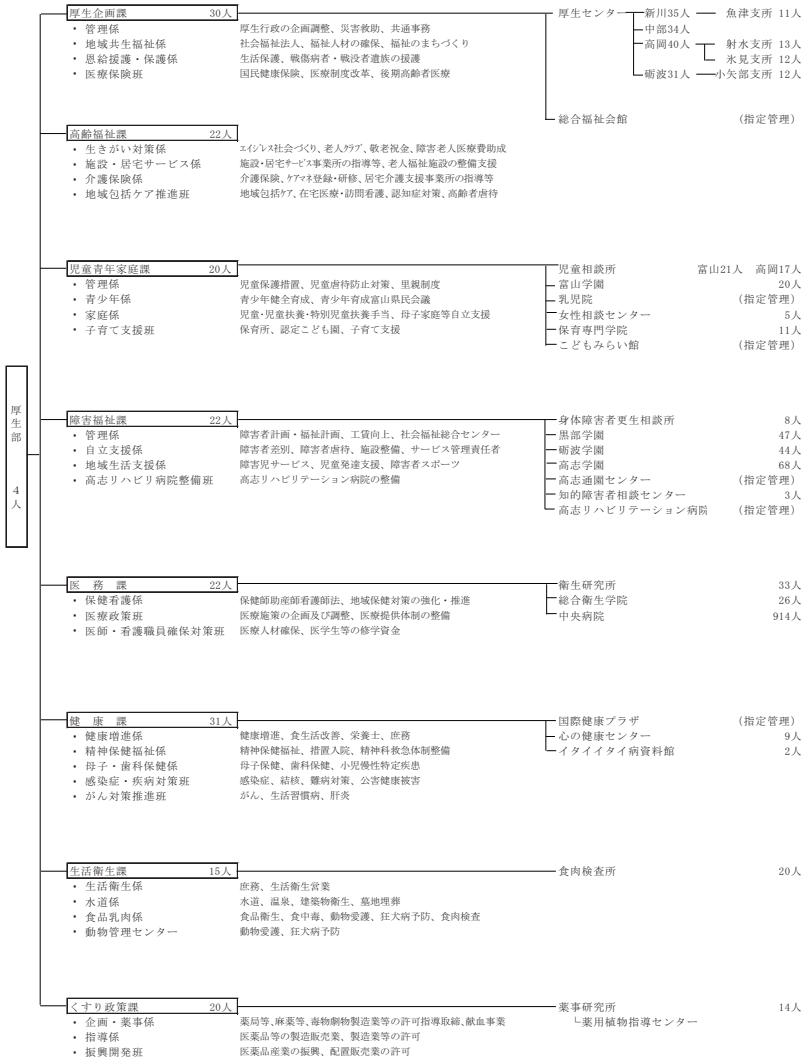 厚生部 4人
厚生企画課 30人
・ 管理係 厚生行政の企画調整、災害救助、共通事務
・ 地域共生福祉係 社会福祉法人、福祉人材の確保、福祉のまちづくり
・ 恩給援護・保護係 生活保護、戦傷病者・戦没者遺族の援護
・ 医療保険班 国民健康保険、医療制度改革、後期高齢者医療
厚生センター 新川35人 魚津支所 11人
中部34人
高岡40人 射水支所 13人
氷見支所 12人
砺波31人 小矢部支所 12人
総合福祉会館 (指定管理)
高齢福祉課 22人
・ 生きがい対策係 エイジレス社会づくり、老人クラブ、敬老祝金、障害老人医療費助成
・ 施設・居宅サービス係 施設・居宅サービス事業所の指導等、老人福祉施設の整備支援
・ 介護保険係 介護保険、ケアマネ登録・研修、居宅介護支援事業所の指導等
・ 地域包括ケア推進班 地域包括ケア、在宅医療・訪問看護、認知症対策、高齢者虐待
児童青年家庭課 20人
・ 管理係 児童保護措置、児童虐待防止対策、里親制度
・ 青少年係 青少年健全育成、青少年育成富山県民会議
・ 家庭係 児童・児童扶養・特別児童扶養手当、母子家庭等自立支援
・ 子育て支援班 保育所、認定こども園、子育て支援
児童相談所 富山21人 高岡17人
富山学園 20人
乳児院 (指定管理)
女性相談センター 5人
保育専門学院 11人
こどもみらい館 (指定管理)
障害福祉課 22人
・ 管理係 障害者計画・福祉計画、工賃向上、社会福祉総合センター
・ 自立支援係 障害者差別、障害者虐待、施設整備、サービス管理責任者
・ 地域生活支援係 障害児サービス、児童発達支援、障害者スポーツ
・ 高志リハビリ病院整備班 高志リハビリテーション病院の整備
身体障害者更生相談所 8人
黒部学園 47人
砺波学園 44人
高志学園 68人
高志通園センター (指定管理)
知的障害者相談センター 3人
高志リハビリテーション病院 (指定管理)
医 務 課 22人
・ 保健看護係 保健師助産師看護師法、地域保健対策の強化・推進
・ 医療政策班 医療施策の企画及び調整、医療提供体制の整備
・ 医師・看護職員確保対策班 医療人材確保、医学生等の修学資金
衛生研究所 33人
総合衛生学院 26人
中央病院 914人
健 康 課 31人
・ 健康増進係 健康増進、食生活改善、栄養士、庶務
・ 精神保健福祉係 精神保健福祉、措置入院、精神科救急体制整備
・ 母子・歯科保健係 母子保健、歯科保健、小児慢性特定疾患
・ 感染症・疾病対策班 感染症、結核、難病対策、公害健康被害
・ がん対策推進班 がん、生活習慣病、肝炎
国際健康プラザ (指定管理)
心の健康センター 9人
イタイイタイ病資料館 2人
生活衛生課 15人
・ 生活衛生係 庶務、生活衛生営業
・ 水道係 水道、温泉、建築物衛生、墓地埋葬
・ 食品乳肉係 食品衛生、食中毒、動物愛護、狂犬病予防、食肉検査
・ 動物管理センター 動物愛護、狂犬病予防
食肉検査所 20人
くすり政策課 20人
・ 企画・薬事係 薬局等、麻薬等、毒物劇物製造業等の許可指導取締、献血事業
・ 指導係 医薬品等の製造販売業、製造業等の許可
・ 振興開発班 医薬品産業の振興、配置販売業の許可
薬事研究所 14人
└薬用植物指導センター